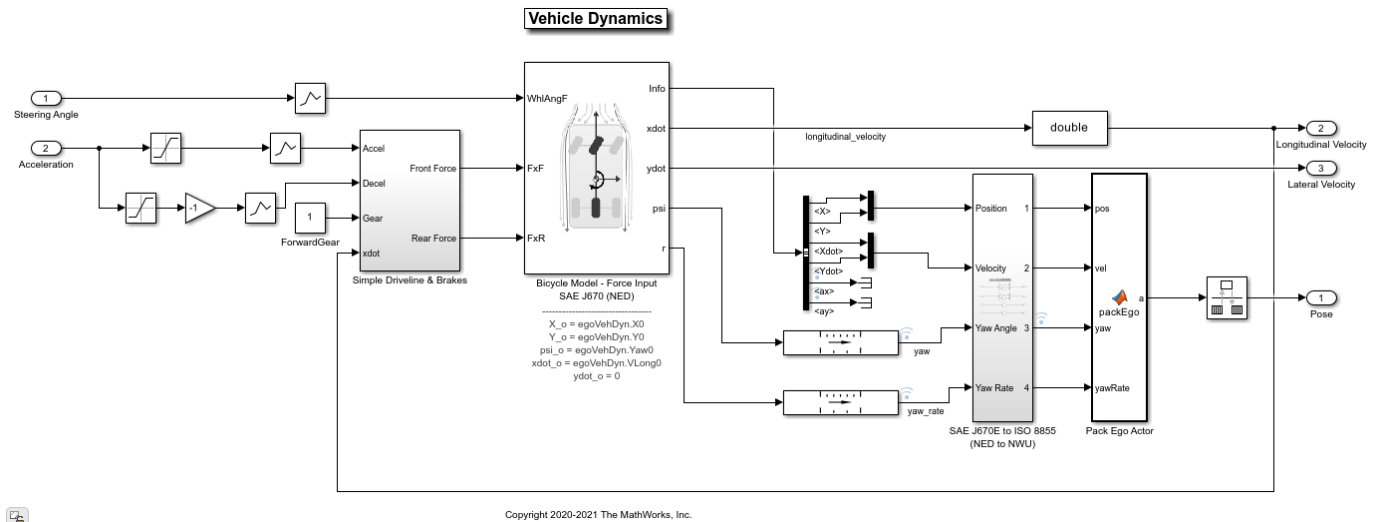 Vehicle Dynamics
1
Steering Angle
2
Acceleration
-1
1
ForwardGear
Accel
Decel
Gear
xdot
Front Force
Rear Force
Simple Driveline & Brakes
WhlAngF
FxF
FxR
Info
xdot
ydot
psi
r
Bicycle Model - Force Input
SAE J670 (NED)
---------------------------------
X_o = egoVehDyn.X0
Y_o = egoVehDyn.Y0
psi_o = egoVehDyn.Yaw0
xdot_o = egoVehDyn.VLong0
ydot_o = 0
longitudinal_velocity
double
2
Longitudinal Velocity
3
Lateral Velocity
<X>
<Y>
<Xdot>
<Ydot>
<ax>
<ay>
yaw
yaw_rate
Position 1
Velocity 2
Yaw Angle 3
Yaw Rate 4
SAE J670E to ISO 8855
(NED to NWU)
pos
vel
yaw
yawRate
packEgo
a
Pack Ego Actor
1
Pose
Copyright 2020-2021 The MathWorks, Inc.